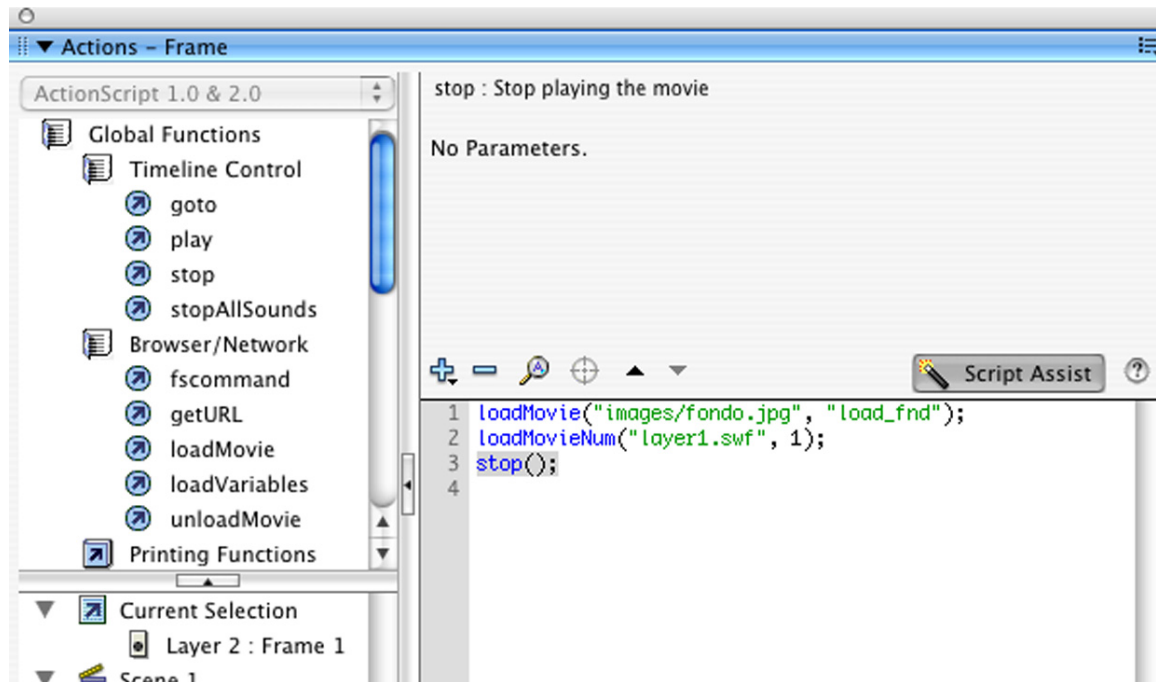 Actions – Frame
ActionScript 1.0 & 2.0
Global Functions
Timeline Control
goto
play
stop
stopAllSounds
Browser/Network
fscommand
getURL
loadMovie
loadVariables
unloadMovie
Printing Functions
Current Selection
Layer 2 : Frame 1
Scene 1
stop : Stop playing the movie
No Parameters.
Script Assist
1 loadMovie("images/fondo.jpg", "load_fnd");
2 loadMovieNum("layer1.swf", 1);
3 stop();
4